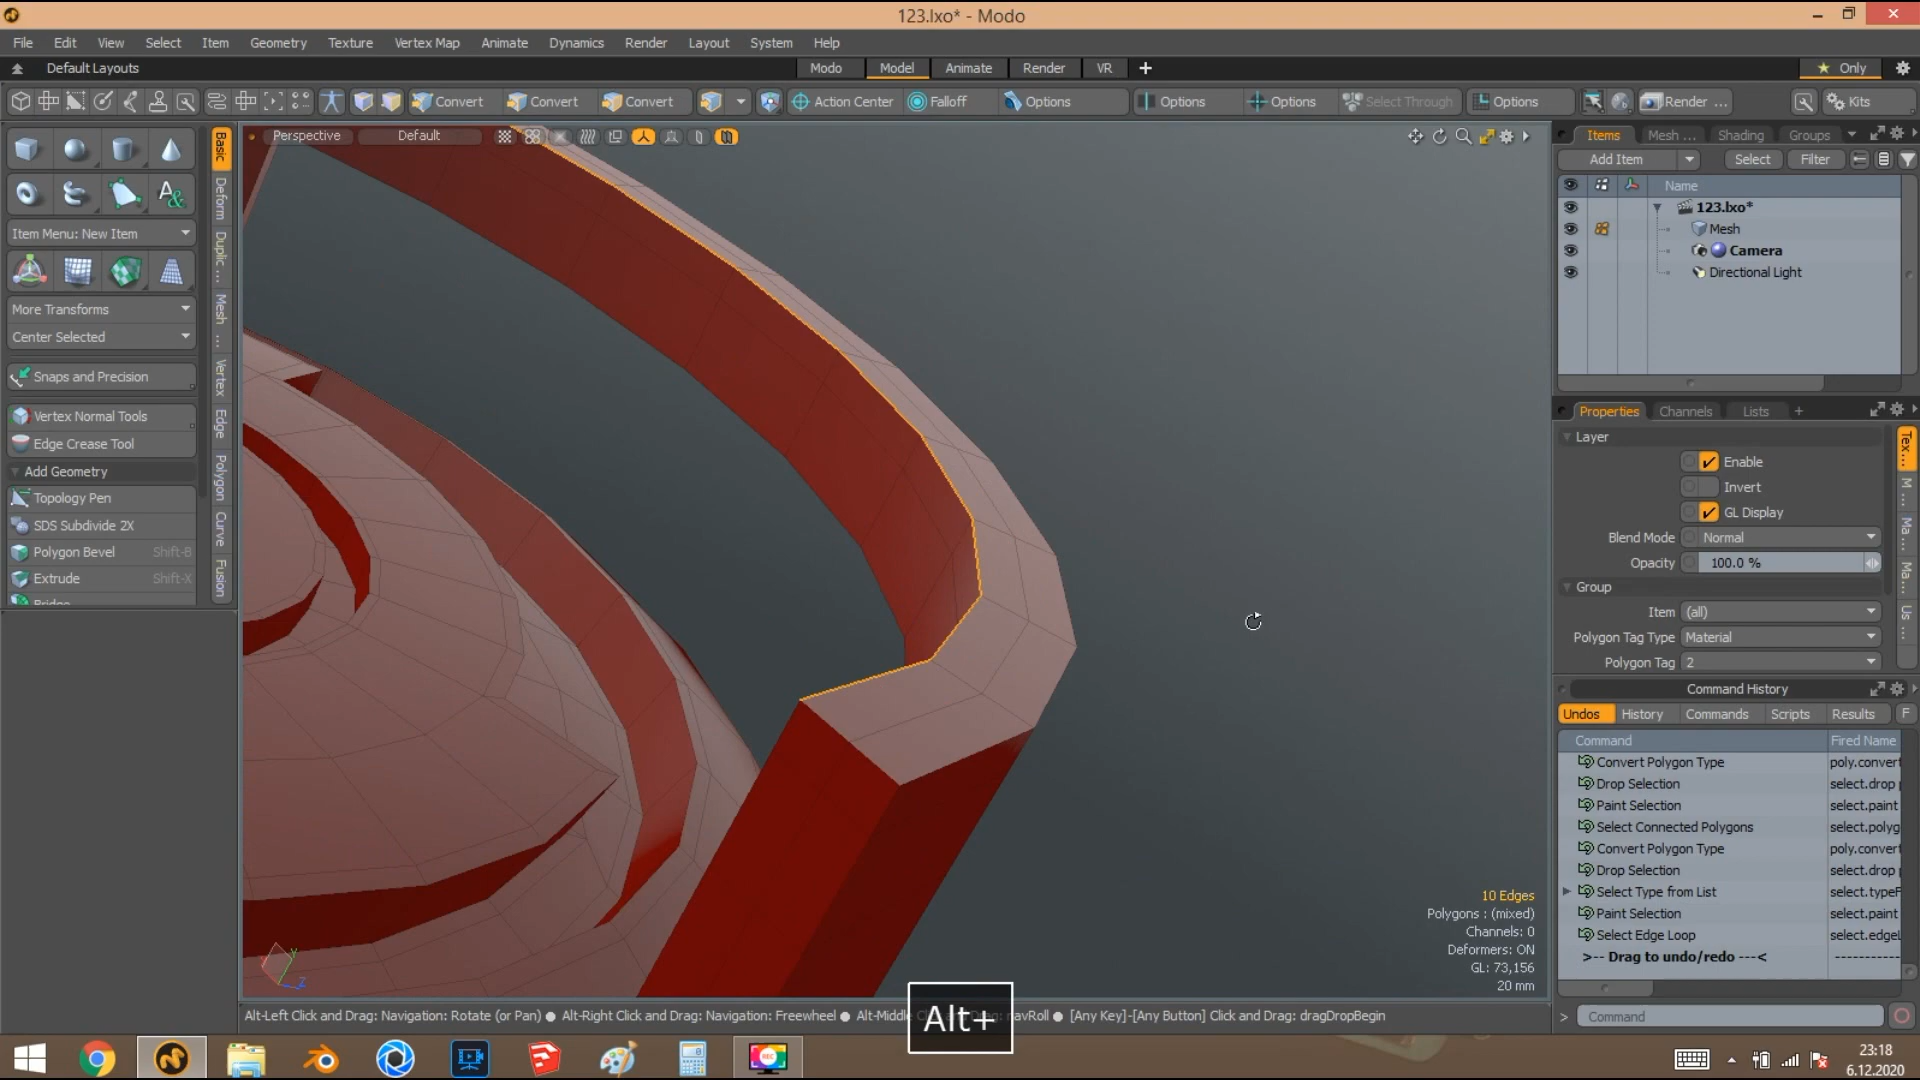 123.lxo* - Modo
File Edit View Select Item Geometry Texture Vertex Map Animate Dynamics Render Layout System Help
Default Layouts Modo Model Animate Render VR + Only
Convert Convert Convert Action Center Falloff Options Options Options Select Through Options Render ... Kits
Perspective Default
Items Mesh ... Shading Groups
Add Item Select Filter
Name
123.lxo*
Mesh
Camera
Directional Light
Item Menu: New Item
More Transforms
Center Selected
Snaps and Precision
Vertex Normal Tools
Edge Crease Tool
Add Geometry
Topology Pen
SDS Subdivide 2X
Polygon Bevel Shift-B
Extrude Shift-X
Basic
Deform
Duplic ...
Mesh ...
Vertex
Edge
Polygon
Curve
Fusion
Properties Channels Lists +
Layer
Enable
Invert
GL Display
Blend Mode Normal
Opacity 100.0 %
Group
Item (all)
Polygon Tag Type Material
Polygon Tag 2
Tex...
M ...
Ma...
Ma...
Us ...
Command History
Undos History Commands Scripts Results F
Command Fired Name
Convert Polygon Type poly.convert
Drop Selection select.drop
Paint Selection select.paint
Select Connected Polygons select.polyg
Convert Polygon Type poly.convert
Drop Selection select.drop
Select Type from List select.typeF
Paint Selection select.paint
Select Edge Loop select.edgeL
>-- Drag to undo/redo ---< -----------
> Command
10 Edges
Polygons : (mixed)
Channels: 0
Deformers: ON
GL: 73,156
20 mm
Y
Z
Alt-Left Click and Drag: Navigation: Rotate (or Pan) ● Alt-Right Click and Drag: Navigation: Freewheel ● Alt-Middle navRoll ● [Any Key]-[Any Button] Click and Drag: dragDropBegin
Alt+
REC
23:18
6.12.2020